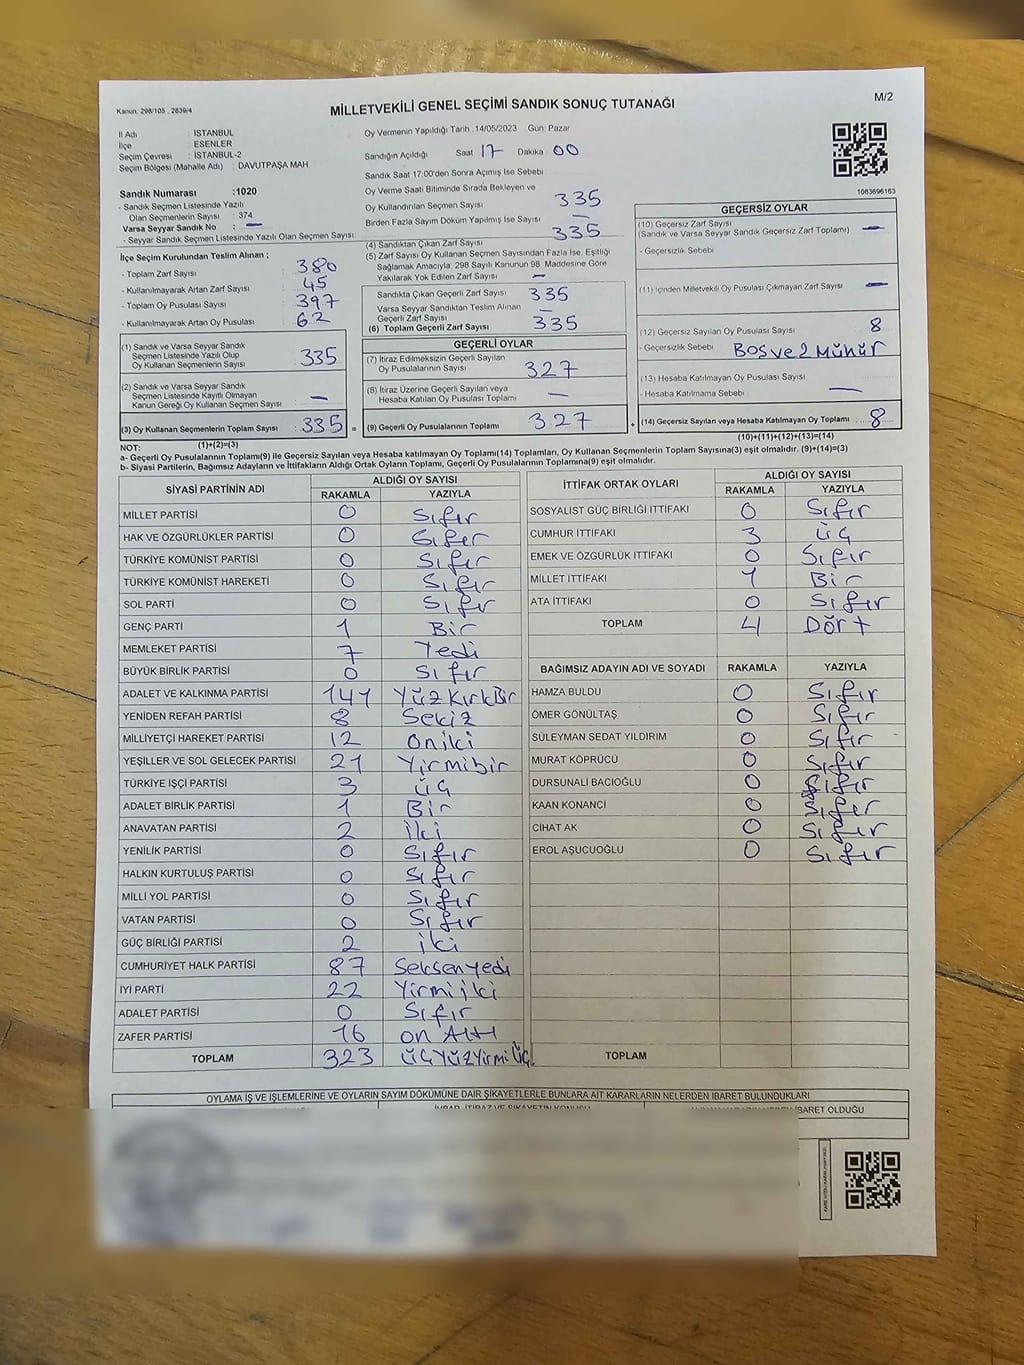 Kanun: 298/105 , 2839/4
MİLLETVEKİLİ GENEL SEÇİMİ SANDIK SONUÇ TUTANAĞI
M/2
İl Adı : İSTANBUL
İlçe : ESENLER
Seçim Çevresi : İSTANBUL-2
Seçim Bölgesi (Mahalle Adı) : DAVUTPAŞA MAH
Oy Vermenin Yapıldığı Tarih :14/05/2023 Gün: Pazar
Sandığın Açıldığı Saat 17 Dakika : 00
Sandık Saat 17:00'den Sonra Açımış İse Sebebi
1083696163
Sandık Numarası :1020
- Sandık Seçmen Listesinde Yazılı
Olan Seçmenlerin Sayısı : 374
Varsa Seyyar Sandık No : —
- Seyyar Sandık Seçmen Listesinde Yazılı Olan Seçmen Sayısı:
Oy Verme Saati Bitiminde Sırada Bekleyen ve
Oy Kullandırılan Seçmen Sayısı 335
Birden Fazla Sayım Döküm Yapılmış İse Sayısı —
İlçe Seçim Kurulundan Teslim Alınan ;
- Toplam Zarf Sayısı : 380
- Kullanılmayarak Artan Zarf Sayısı : 45
- Toplam Oy Pusulası Sayısı : 397
- Kullanılmayarak Artan Oy Pusulası : 62
(4) Sandıktan Çıkan Zarf Sayısı 335
(5) Zarf Sayısı Oy Kullanan Seçmen Sayısından Fazla İse, Eşitliği
Sağlamak Amacıyla; 298 Sayılı Kanunun 98. Maddesine Göre
Yakılarak Yok Edilen Zarf Sayısı : —
Sandıkta Çıkan Geçerli Zarf Sayısı : 335
Varsa Seyyar Sandıktan Teslim Alınan
Geçerli Zarf Sayısı : —
(6) Toplam Geçerli Zarf Sayısı : 335
GEÇERSİZ OYLAR
(10) Geçersiz Zarf Sayısı
(Sandık ve Varsa Seyyar Sandık Geçersiz Zarf Toplamı) : —
- Geçersizlik Sebebi
(11) İçinden Milletvekili Oy Pusulası Çıkmayan Zarf Sayısı : —
(12) Geçersiz Sayılan Oy Pusulası Sayısı : 8
- Geçersizlik Sebebi : Boş ve 2 Mühür
(13) Hesaba Katılmayan Oy Pusulası Sayısı
- Hesaba Katılmama Sebebi : —
(14) Geçersiz Sayılan veya Hesaba Katılmayan Oy Toplamı : 8
(10)+(11)+(12)+(13)=(14)
(1) Sandık ve Varsa Seyyar Sandık
Seçmen Listesinde Yazılı Olup
Oy Kullanan Seçmenlerin Sayısı : 335
(2) Sandık ve Varsa Seyyar Sandık
Seçmen Listesinde Kayıtlı Olmayan
Kanun Gereği Oy Kullanan Seçmen Sayısı : —
(3) Oy Kullanan Seçmenlerin Toplam Sayısı : 335 =
(1)+(2)=(3)
GEÇERLİ OYLAR
(7) İtiraz Edilmeksizin Geçerli Sayılan
Oy Pusulalarının Sayısı : 327
(8) İtiraz Üzerine Geçerli Sayılan veya
Hesaba Katılan Oy Pusulası Toplamı : —
(9) Geçerli Oy Pusulalarının Toplamı : 327 +
NOT:
a- Geçerli Oy Pusulalarının Toplamı(9) ile Geçersiz Sayılan veya Hesaba katılmayan Oy Toplamı(14) Toplamları, Oy Kullanan Seçmenlerin Toplam Sayısına(3) eşit olmalıdır. (9)+(14)=(3)
b- Siyasi Partilerin, Bağımsız Adayların ve İttifakların Aldığı Ortak Oyların Toplamı, Geçerli Oy Pusulalarının Toplamına(9) eşit olmalıdır.
SİYASİ PARTİNİN ADI ALDIĞI OY SAYISI
RAKAMLA YAZIYLA
MİLLET PARTİSİ 0 Sıfır
HAK VE ÖZGÜRLÜKLER PARTİSİ 0 Sıfır
TÜRKİYE KOMÜNİST PARTİSİ 0 Sıfır
TÜRKİYE KOMÜNİST HAREKETİ 0 Sıfır
SOL PARTİ 0 Sıfır
GENÇ PARTİ 1 Bir
MEMLEKET PARTİSİ 7 Yedi
BÜYÜK BİRLİK PARTİSİ 0 Sıfır
ADALET VE KALKINMA PARTİSİ 141 YüzKırkBir
YENİDEN REFAH PARTİSİ 8 Sekiz
MİLLİYETÇİ HAREKET PARTİSİ 12 Oniki
YEŞİLLER VE SOL GELECEK PARTİSİ 21 Yirmibir
TÜRKİYE İŞÇİ PARTİSİ 3 üç
ADALET BİRLİK PARTİSİ 1 Bir
ANAVATAN PARTİSİ 2 iki
YENİLİK PARTİSİ 0 Sıfır
HALKIN KURTULUŞ PARTİSİ 0 Sıfır
MİLLİ YOL PARTİSİ 0 Sıfır
VATAN PARTİSİ 0 Sıfır
GÜÇ BİRLİĞİ PARTİSİ 2 iki
CUMHURİYET HALK PARTİSİ 87 Seksenyedi
İYİ PARTİ 22 Yirmiiki
ADALET PARTİSİ 0 Sıfır
ZAFER PARTİSİ 16 on Altı
TOPLAM 323 üçyüzYirmi üç
İTTİFAK ORTAK OYLARI ALDIĞI OY SAYISI
RAKAMLA YAZIYLA
SOSYALİST GÜÇ BİRLİĞİ İTTİFAKI 0 Sıfır
CUMHUR İTTİFAKI 3 üç
EMEK VE ÖZGÜRLÜK İTTİFAKI 0 Sıfır
MİLLET İTTİFAKI 1 Bir
ATA İTTİFAKI 0 Sıfır
TOPLAM 4 Dört
BAĞIMSIZ ADAYIN ADI VE SOYADI RAKAMLA YAZIYLA
HAMZA BULDU 0 Sıfır
ÖMER GÖNÜLTAŞ 0 Sıfır
SÜLEYMAN SEDAT YILDIRIM 0 Sıfır
MURAT KÖPRÜCÜ 0 Sıfır
DURSUNALİ BACIOĞLU 0 Sıfır
KAAN KONANCİ 0 Sıfır
CİHAT AK 0 Sıfır
EROL AŞUCUOĞLU 0 Sıfır
TOPLAM
OYLAMA İŞ VE İŞLEMLERİNE VE OYLARIN SAYIM DÖKÜMÜNE DAİR ŞİKAYETLERLE BUNLARA AİT KARARLARIN NELERDEN İBARET BULUNDUKLARI
İHBAR, İTİRAZ VE ŞİKAYETİN KONUSU
İBARET OLDUĞU